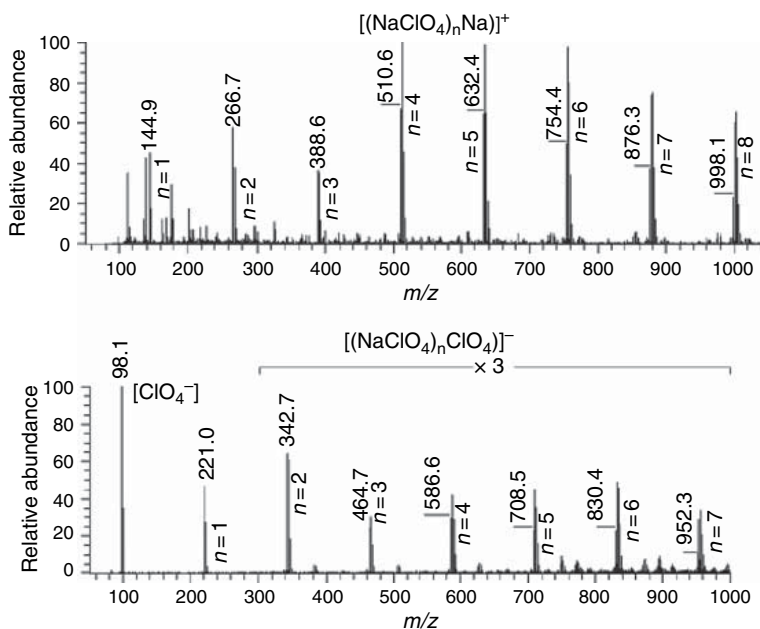 [(NaClO4)nNa)]+
Relative abundance
100
80
60
40
20
0
144.9
n = 1
266.7
n = 2
388.6
n = 3
510.6
n = 4
632.4
n = 5
754.4
n = 6
876.3
n = 7
998.1
n = 8
100 200 300 400 500 600 700 800 900 1000
m/z
[(NaClO4)nClO4)]−
× 3
Relative abundance
100
80
60
40
20
0
98.1
[ClO4−]
221.0
n = 1
342.7
n = 2
464.7
n = 3
586.6
n = 4
708.5
n = 5
830.4
n = 6
952.3
n = 7
100 200 300 400 500 600 700 800 900 1000
m/z